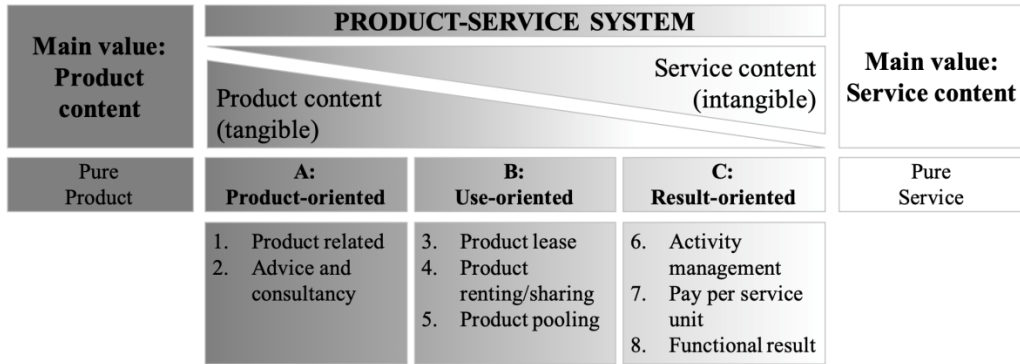 PRODUCT-SERVICE SYSTEM
Main value:
Product
content
Product content
(tangible)
Service content
(intangible)
Main value:
Service content
Pure
Product
A:
Product-oriented
B:
Use-oriented
C:
Result-oriented
Pure
Service
1. Product related
2. Advice and
consultancy
3. Product lease
4. Product
renting/sharing
5. Product pooling
6. Activity
management
7. Pay per service
unit
8. Functional result